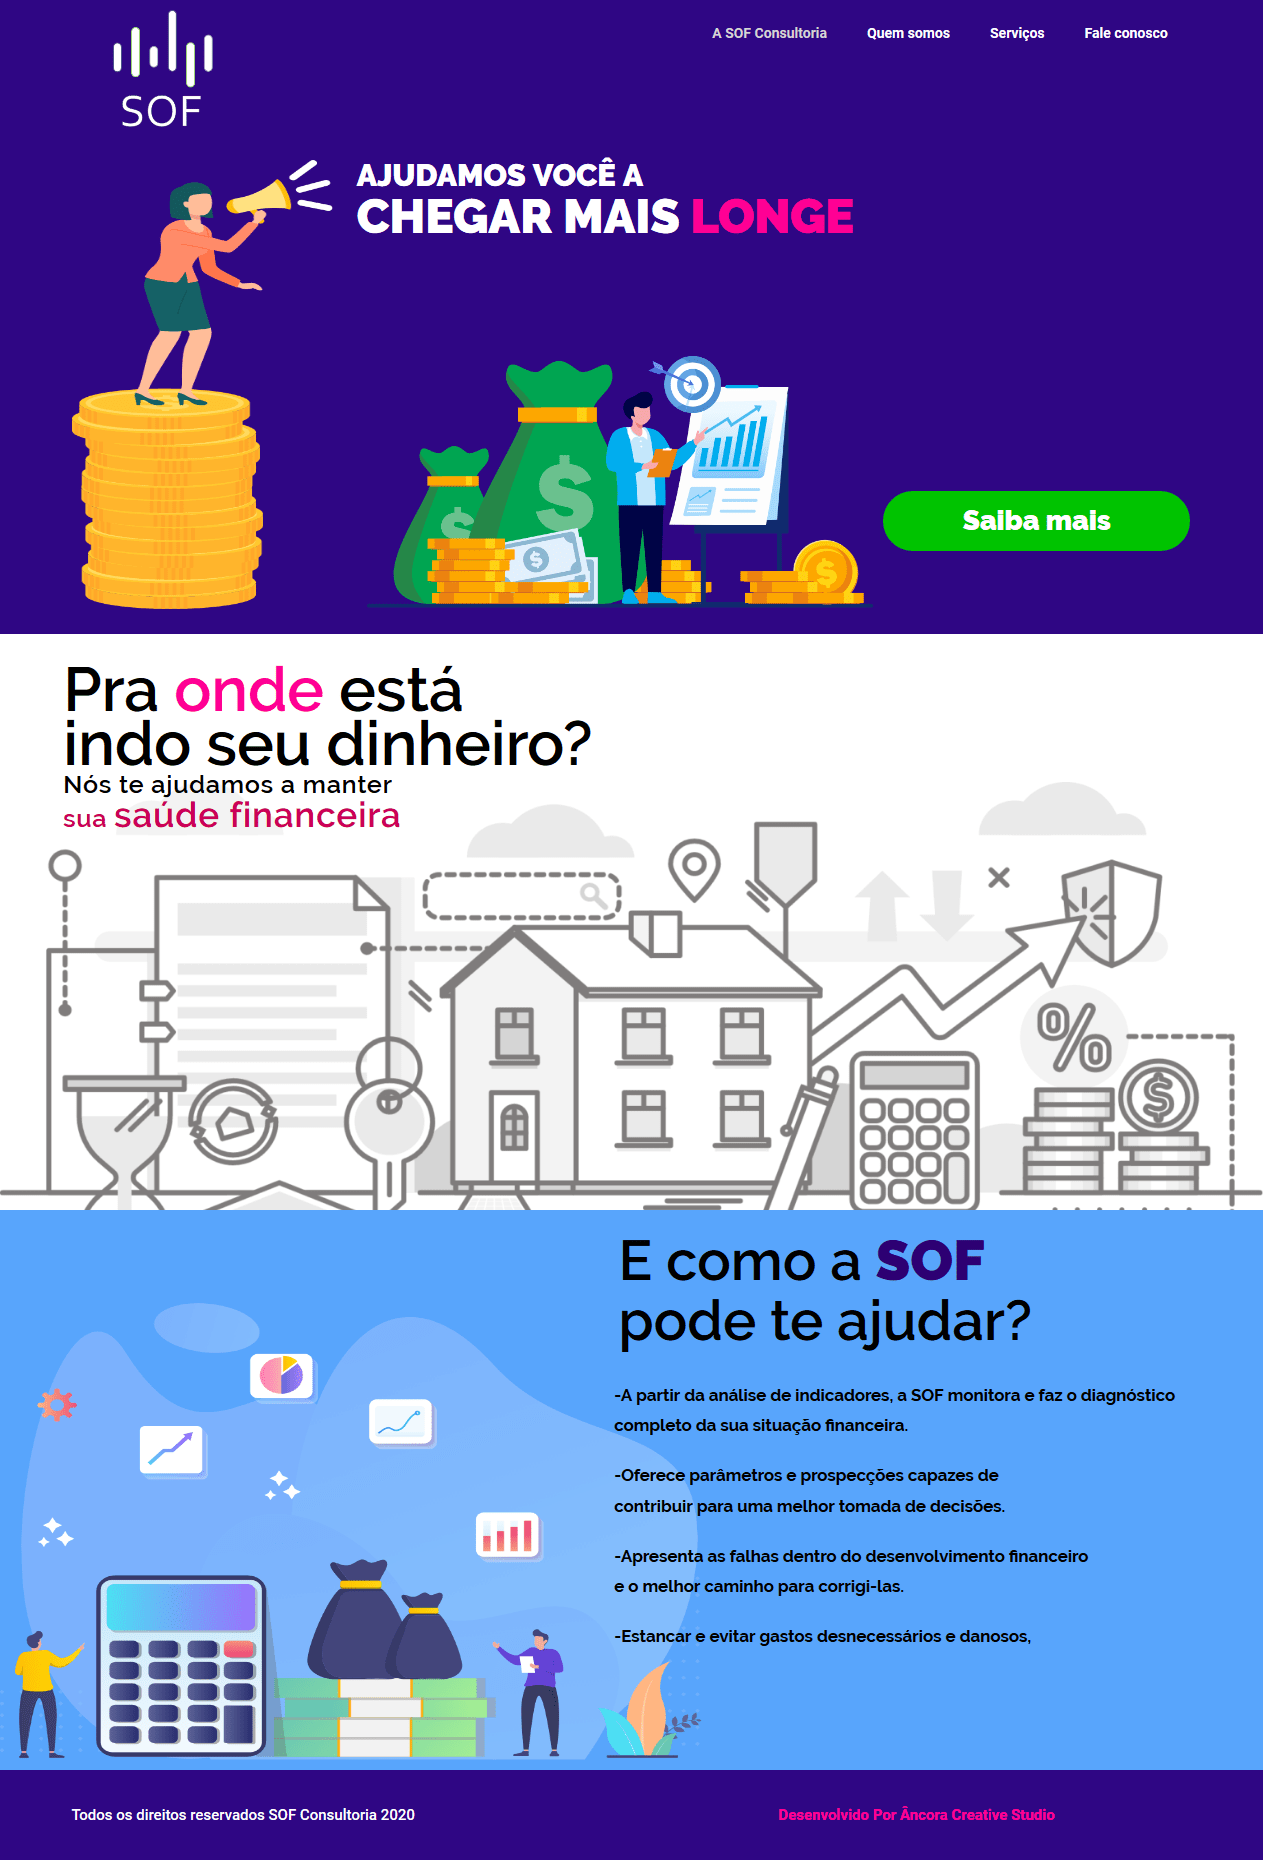 SOF
A SOF Consultoria
Quem somos
Serviços
Fale conosco
AJUDAMOS VOCÊ A
CHEGAR MAIS LONGE
$
$
$
$
Saiba mais
Pra onde está
indo seu dinheiro?
Nós te ajudamos a manter
sua saúde financeira
%
$
E como a SOF
pode te ajudar?
-A partir da análise de indicadores, a SOF monitora e faz o diagnóstico
completo da sua situação financeira.
-Oferece parâmetros e prospecções capazes de
contribuir para uma melhor tomada de decisões.
-Apresenta as falhas dentro do desenvolvimento financeiro
e o melhor caminho para corrigi-las.
-Estancar e evitar gastos desnecessários e danosos,
Todos os direitos reservados SOF Consultoria 2020
Desenvolvido Por Âncora Creative Studio